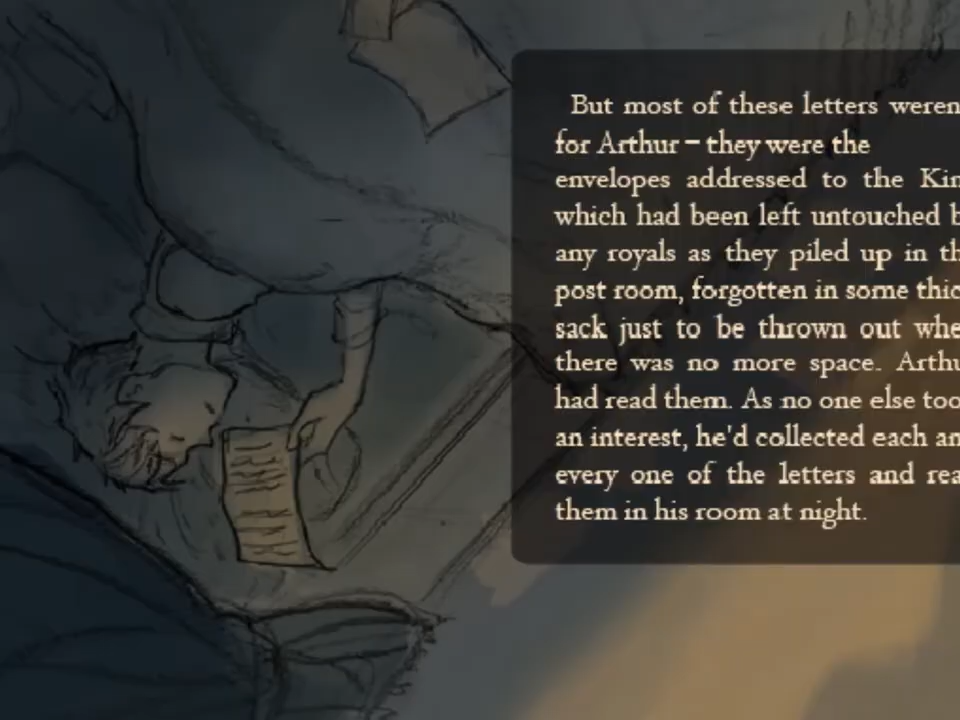 But most of these letters weren
for Arthur – they were the
envelopes addressed to the Kin
which had been left untouched b
any royals as they piled up in th
post room, forgotten in some thic
sack just to be thrown out whe
there was no more space. Arthu
had read them. As no one else too
an interest, he'd collected each an
every one of the letters and rea
them in his room at night.